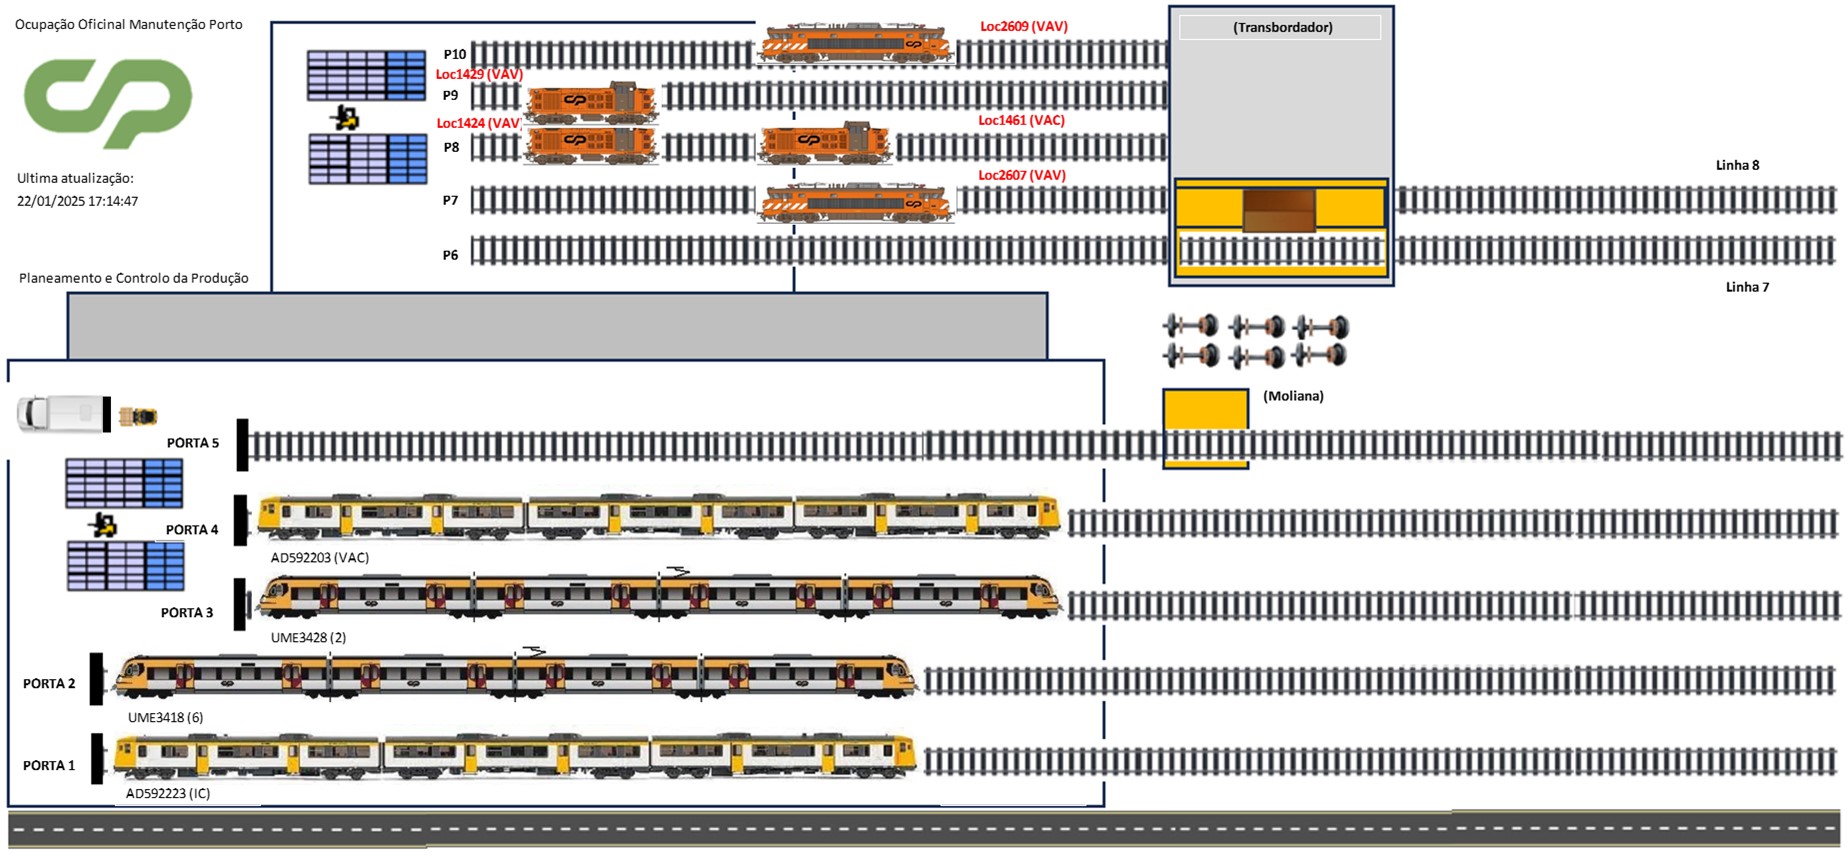 Ocupação Oficinal Manutenção Porto
CP
Ultima atualização:
22/01/2025 17:14:47
Planeamento e Controlo da Produção
P10
Loc2609 (VAV)
Loc1429 (VAV)
P9
Loc1424 (VAV)
P8
Loc1461 (VAC)
P7
Loc2607 (VAV)
P6
(Transbordador)
Linha 8
Linha 7
(Moliana)
PORTA 5
PORTA 4
AD592203 (VAC)
PORTA 3
UME3428 (2)
PORTA 2
UME3418 (6)
PORTA 1
AD592223 (IC)